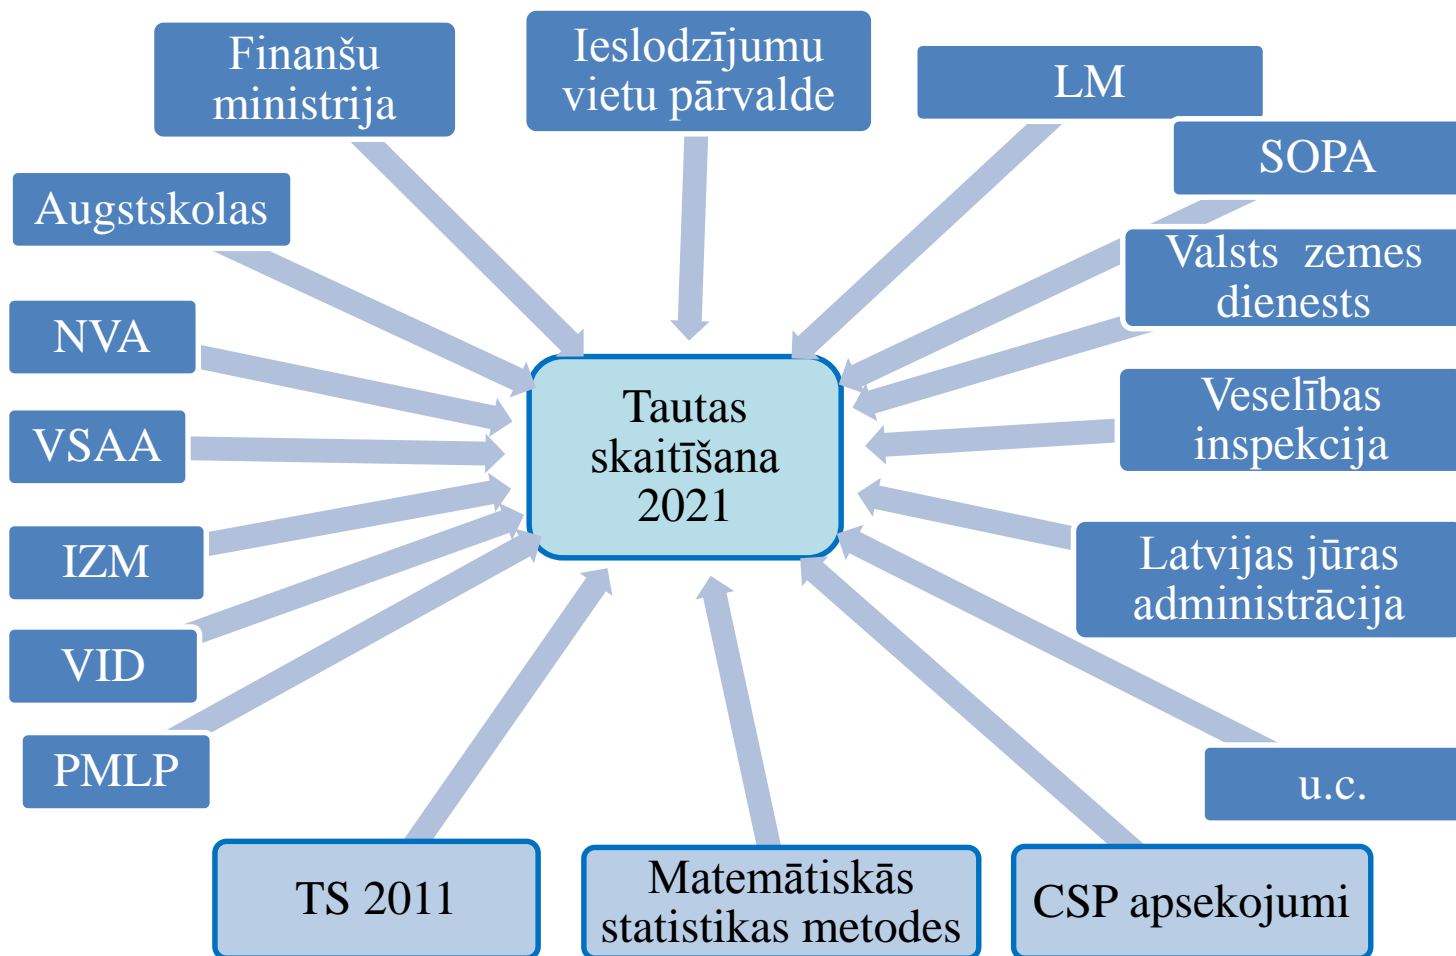 Finanšu
ministrija
Ieslodzījumu
vietu pārvalde
LM
SOPA
Augstskolas
Valsts zemes
dienests
NVA
Tautas
skaitīšana
2021
Veselības
inspekcija
VSAA
IZM
Latvijas jūras
administrācija
VID
PMLP
u.c.
TS 2011
Matemātiskās
statistikas metodes
CSP apsekojumi